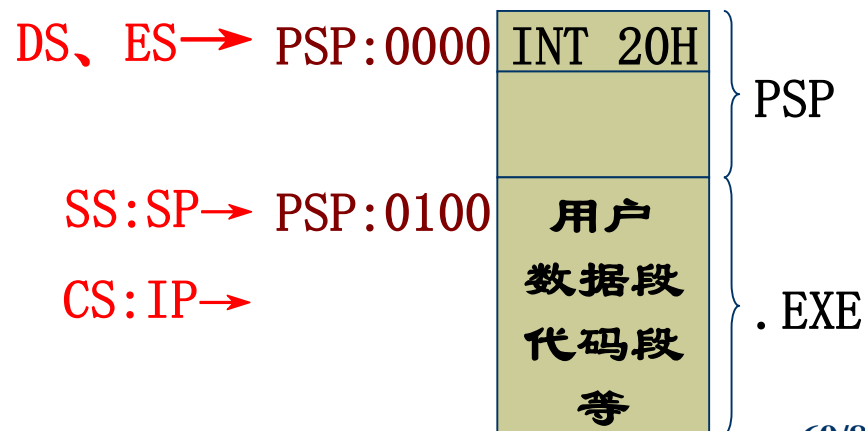 DS、ES PSP:0000 INT 20H
PSP
SS:SP PSP:0100 用户
数据段
CS:IP
.EXE
代码段
等